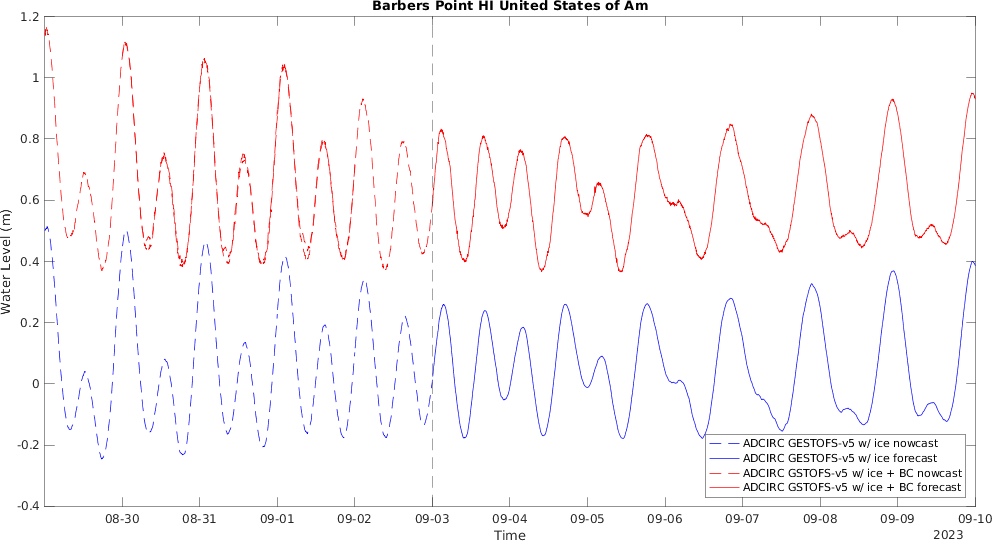 Barbers Point HI United States of Am
Water Level (m)
1.2
1
0.8
0.6
0.4
0.2
0
-0.2
-0.4
08-30 08-31 09-01 09-02 09-03 09-04 09-05 09-06 09-07 09-08 09-09 09-10
Time
2023
ADCIRC GESTOFS-v5 w/ ice nowcast
ADCIRC GESTOFS-v5 w/ ice forecast
ADCIRC GSTOFS-v5 w/ ice + BC nowcast
ADCIRC GSTOFS-v5 w/ ice + BC forecast